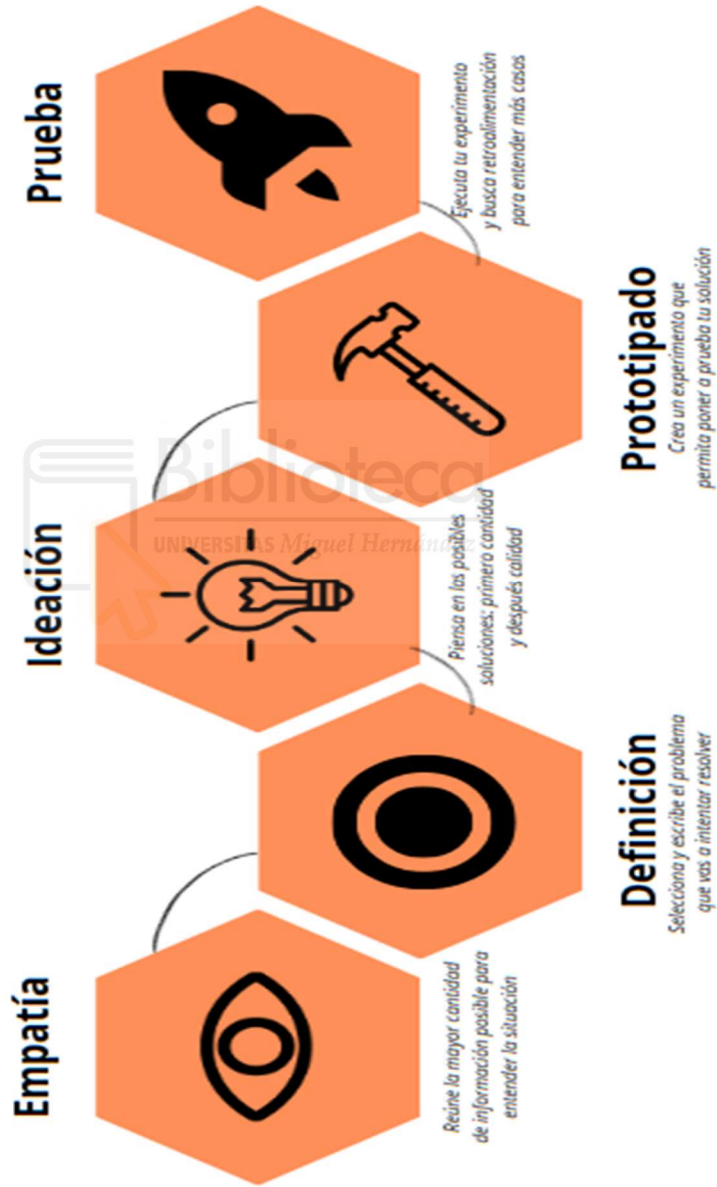 Empatía
Reúne la mayor cantidad
de información posible para
entender la situación
Definición
Selecciona y escribe el problema
que vas a intentar resolver
Ideación
Piensa en las posibles
soluciones: primero cantidad
y después calidad
Prototipado
Crea un experimento que
permita poner a prueba tu solución
Prueba
Ejecuta tu experimento
y busca retroalimentación
para entender más casos
Biblioteca
UNIVERSITAS Miguel Hernández